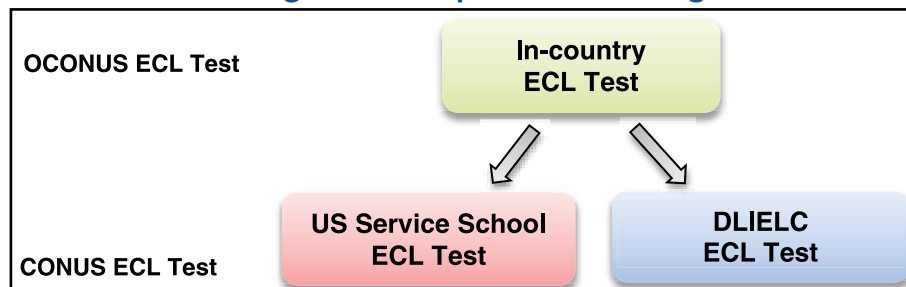 In-country
OCONUS ECL Test
ECL Test
US Service School
DLIELC
ECL Test
ECL Test
CONUS ECL Test